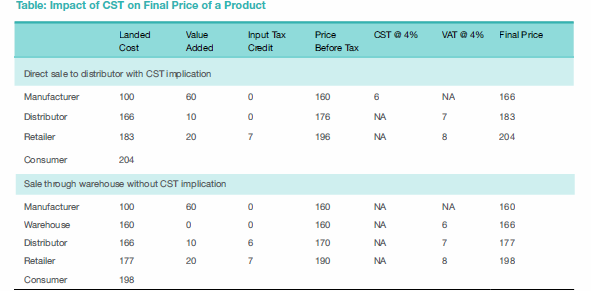 Table: Impact of CST on Final Price of a Product
Landed Cost Value Added Input Tax Credit Price Before Tax CST @ 4% VAT @ 4% Final Price
Direct sale to distributor with CST implication
Manufacturer 100 60 0 160 6 NA 166
Distributor 166 10 0 176 NA 7 183
Retailer 183 20 7 196 NA 8 204
Consumer 204
Sale through warehouse without CST implication
Manufacturer 100 60 0 160 NA NA 160
Warehouse 160 0 0 160 NA 6 166
Distributor 166 10 6 170 NA 7 177
Retailer 177 20 7 190 NA 8 198
Consumer 198